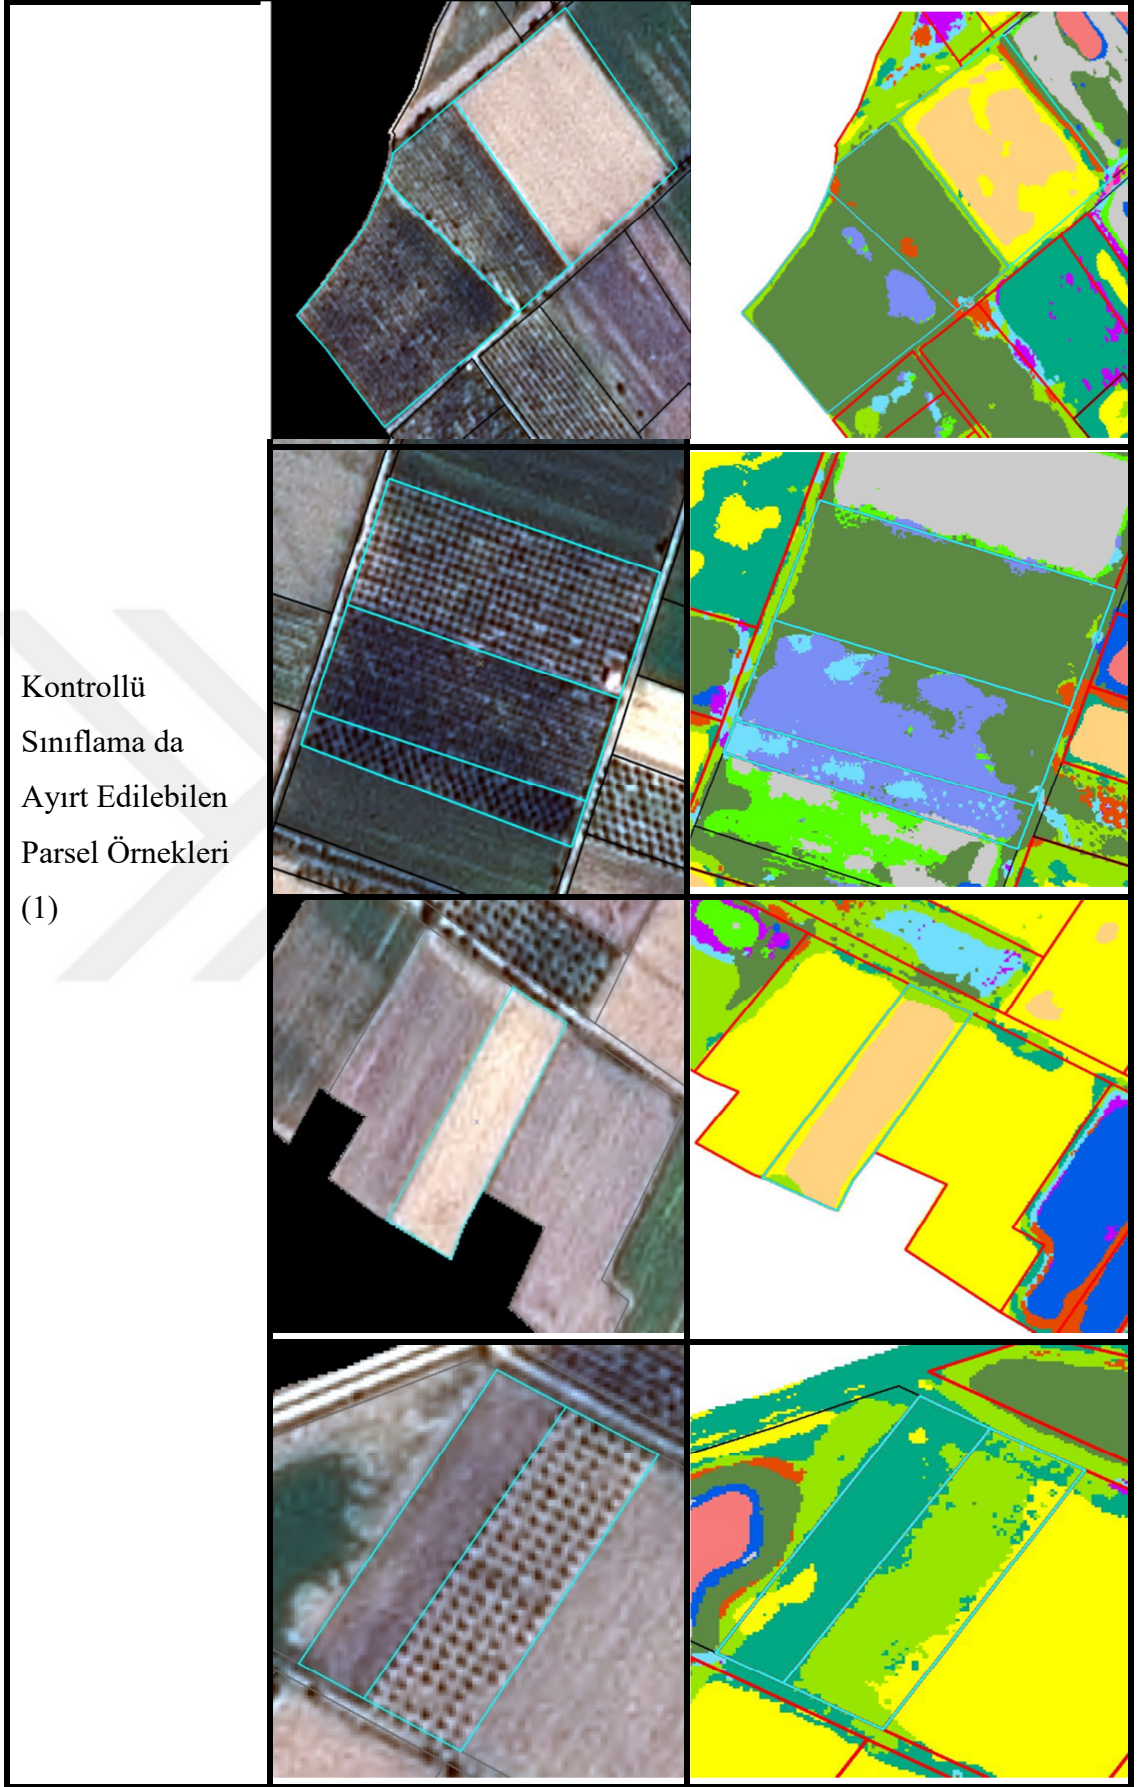 Kontrollü
Sınıflama da
Ayırt Edilebilen
Parsel Örnekleri
(1)